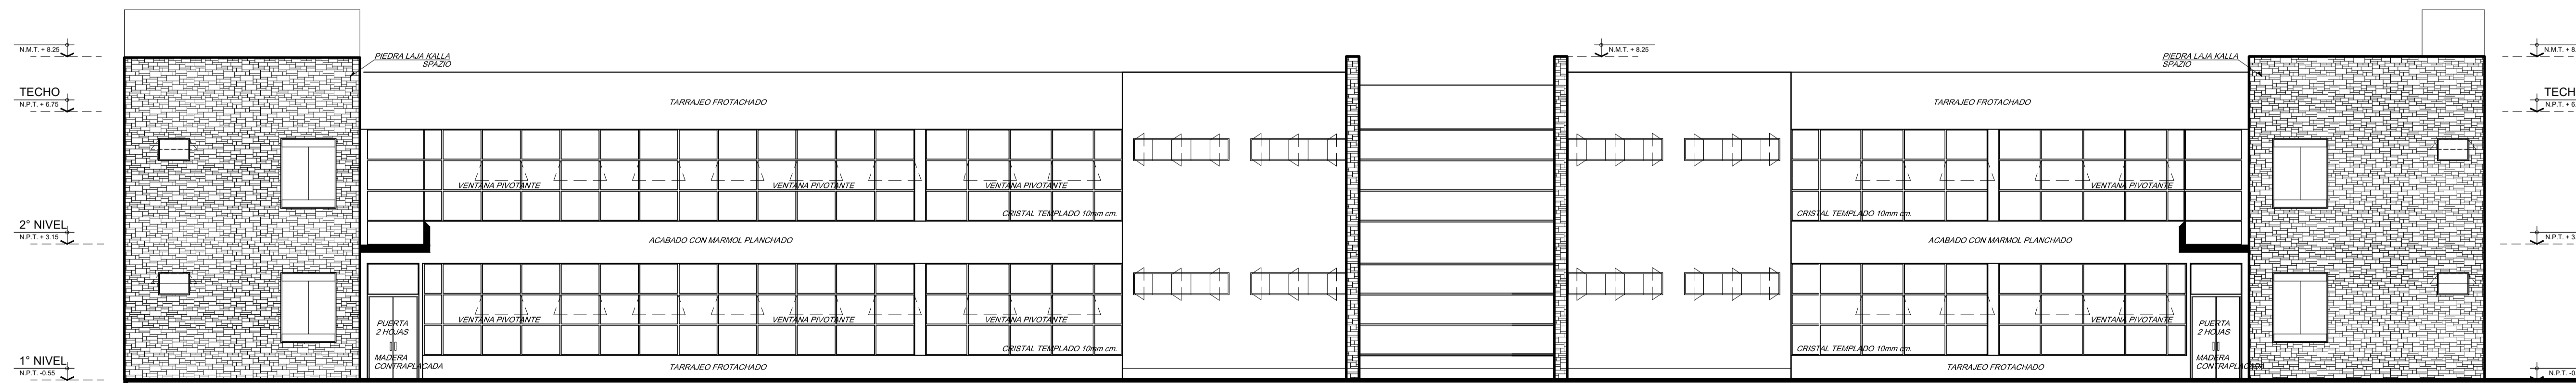 N.M.T. + 8.25
TECHO
N.P.T. + 6.75
2° NIVEL
N.P.T. + 3.15
1° NIVEL
N.P.T. -0.55
PIEDRA LAJA KALLA
SPAZIO
TARRAJEO FROTACHADO
VENTANA PIVOTANTE
VENTANA PIVOTANTE
VENTANA PIVOTANTE
CRISTAL TEMPLADO 10mm cm.
ACABADO CON MARMOL PLANCHADO
VENTANA PIVOTANTE
VENTANA PIVOTANTE
VENTANA PIVOTANTE
CRISTAL TEMPLADO 10mm cm.
PUERTA
2 HOJAS
MADERA
CONTRAPLACADA
TARRAJEO FROTACHADO
N.M.T. + 8.25
PIEDRA LAJA KALLA
SPAZIO
TARRAJEO FROTACHADO
VENTANA PIVOTANTE
CRISTAL TEMPLADO 10mm cm.
ACABADO CON MARMOL PLANCHADO
VENTANA PIVOTANTE
CRISTAL TEMPLADO 10mm cm.
PUERTA
2 HOJAS
MADERA
CONTRAPLACADA
TARRAJEO FROTACHADO
N.M.T. + 8.
TECH
N.P.T. + 6.
N.P.T. + 3.
N.P.T. -0